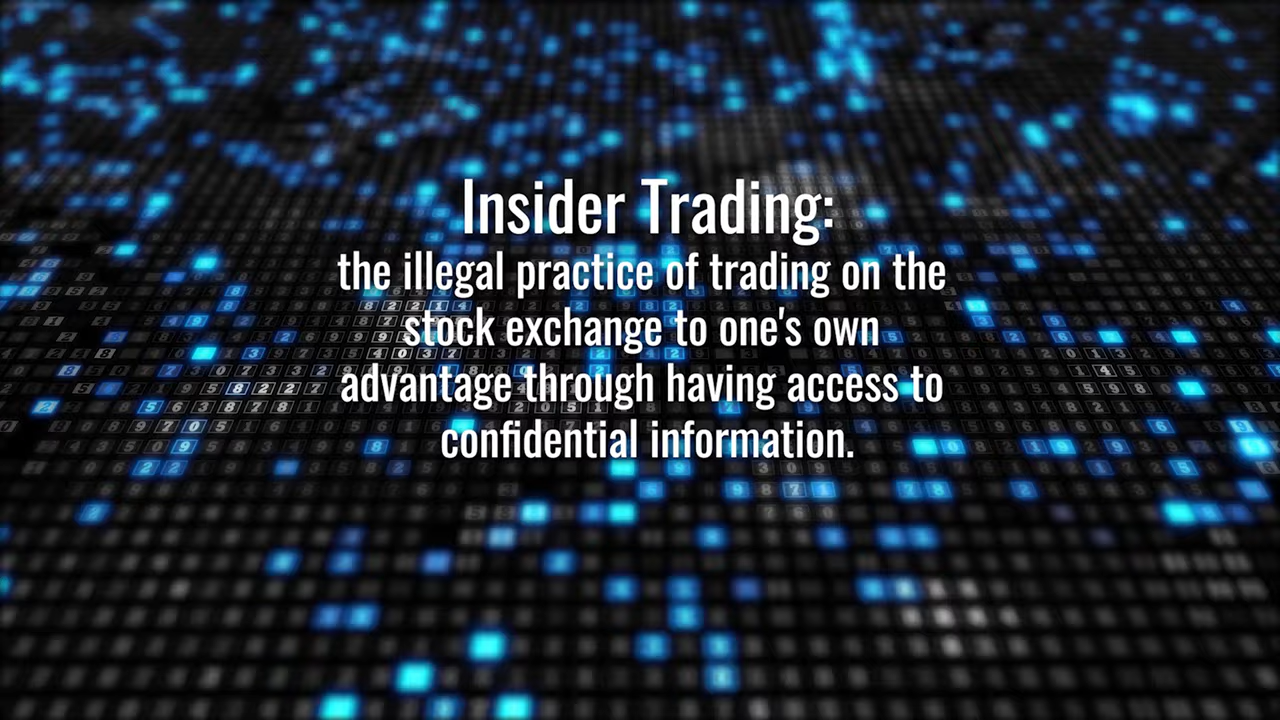 Insider Trading:
the illegal practice of trading on the
stock exchange to one's own
advantage through having access to
confidential information.